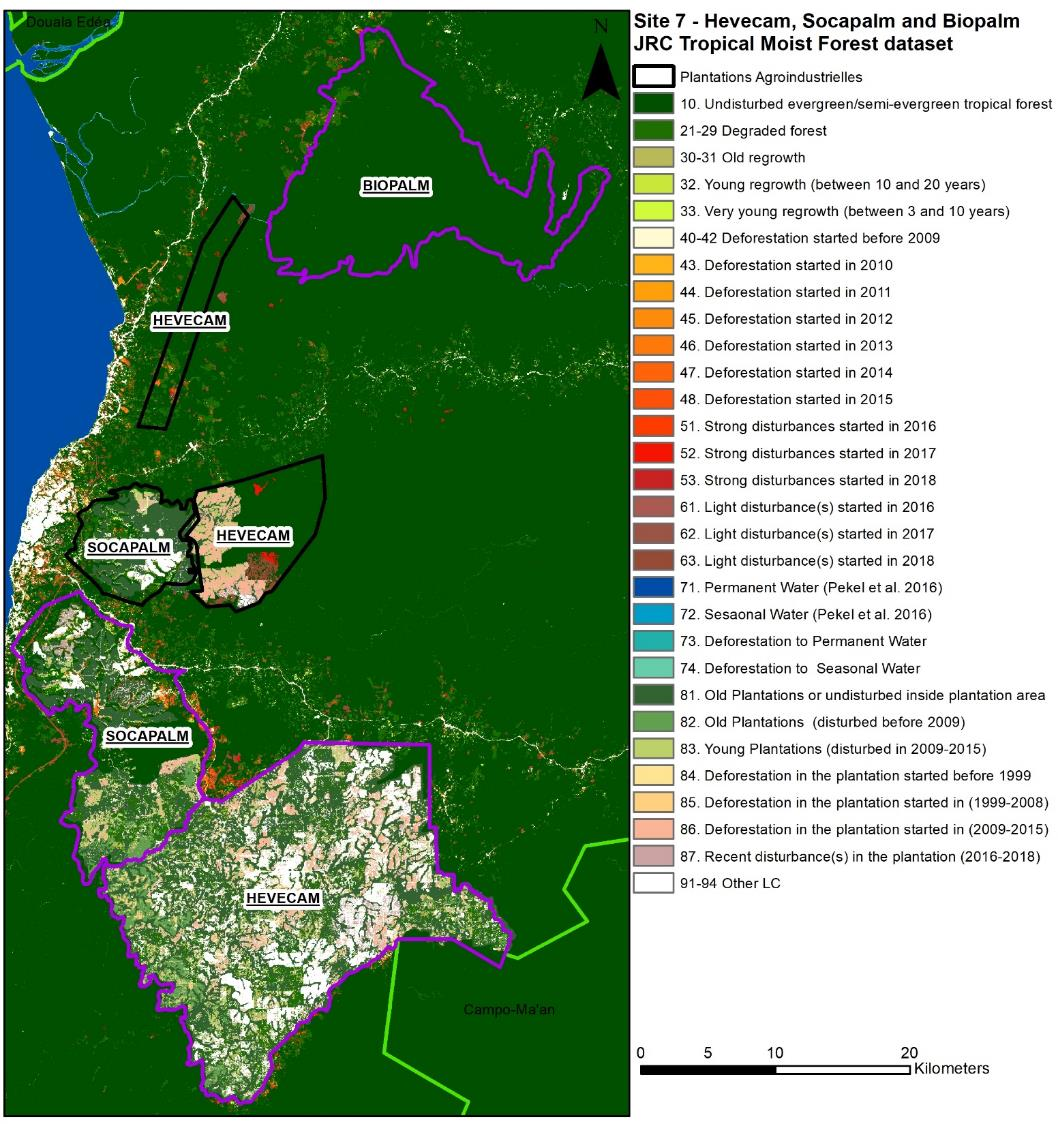 Douala Edéa
N
BIOPALM
HEVECAM
SOCAPALM
HEVECAM
SOCAPALM
HEVECAM
Campo-Ma'an
Site 7 - Hevecam, Socapalm and Biopalm
JRC Tropical Moist Forest dataset
Plantations Agroindustrielles
10. Undisturbed evergreen/semi-evergreen tropical forest
21-29 Degraded forest
30-31 Old regrowth
32. Young regrowth (between 10 and 20 years)
33. Very young regrowth (between 3 and 10 years)
40-42 Deforestation started before 2009
43. Deforestation started in 2010
44. Deforestation started in 2011
45. Deforestation started in 2012
46. Deforestation started in 2013
47. Deforestation started in 2014
48. Deforestation started in 2015
51. Strong disturbances started in 2016
52. Strong disturbances started in 2017
53. Strong disturbances started in 2018
61. Light disturbance(s) started in 2016
62. Light disturbance(s) started in 2017
63. Light disturbance(s) started in 2018
71. Permanent Water (Pekel et al. 2016)
72. Sesaonal Water (Pekel et al. 2016)
73. Deforestation to Permanent Water
74. Deforestation to Seasonal Water
81. Old Plantations or undisturbed inside plantation area
82. Old Plantations (disturbed before 2009)
83. Young Plantations (disturbed in 2009-2015)
84. Deforestation in the plantation started before 1999
85. Deforestation in the plantation started in (1999-2008)
86. Deforestation in the plantation started in (2009-2015)
87. Recent disturbance(s) in the plantation (2016-2018)
91-94 Other LC
0 5 10 20
Kilometers